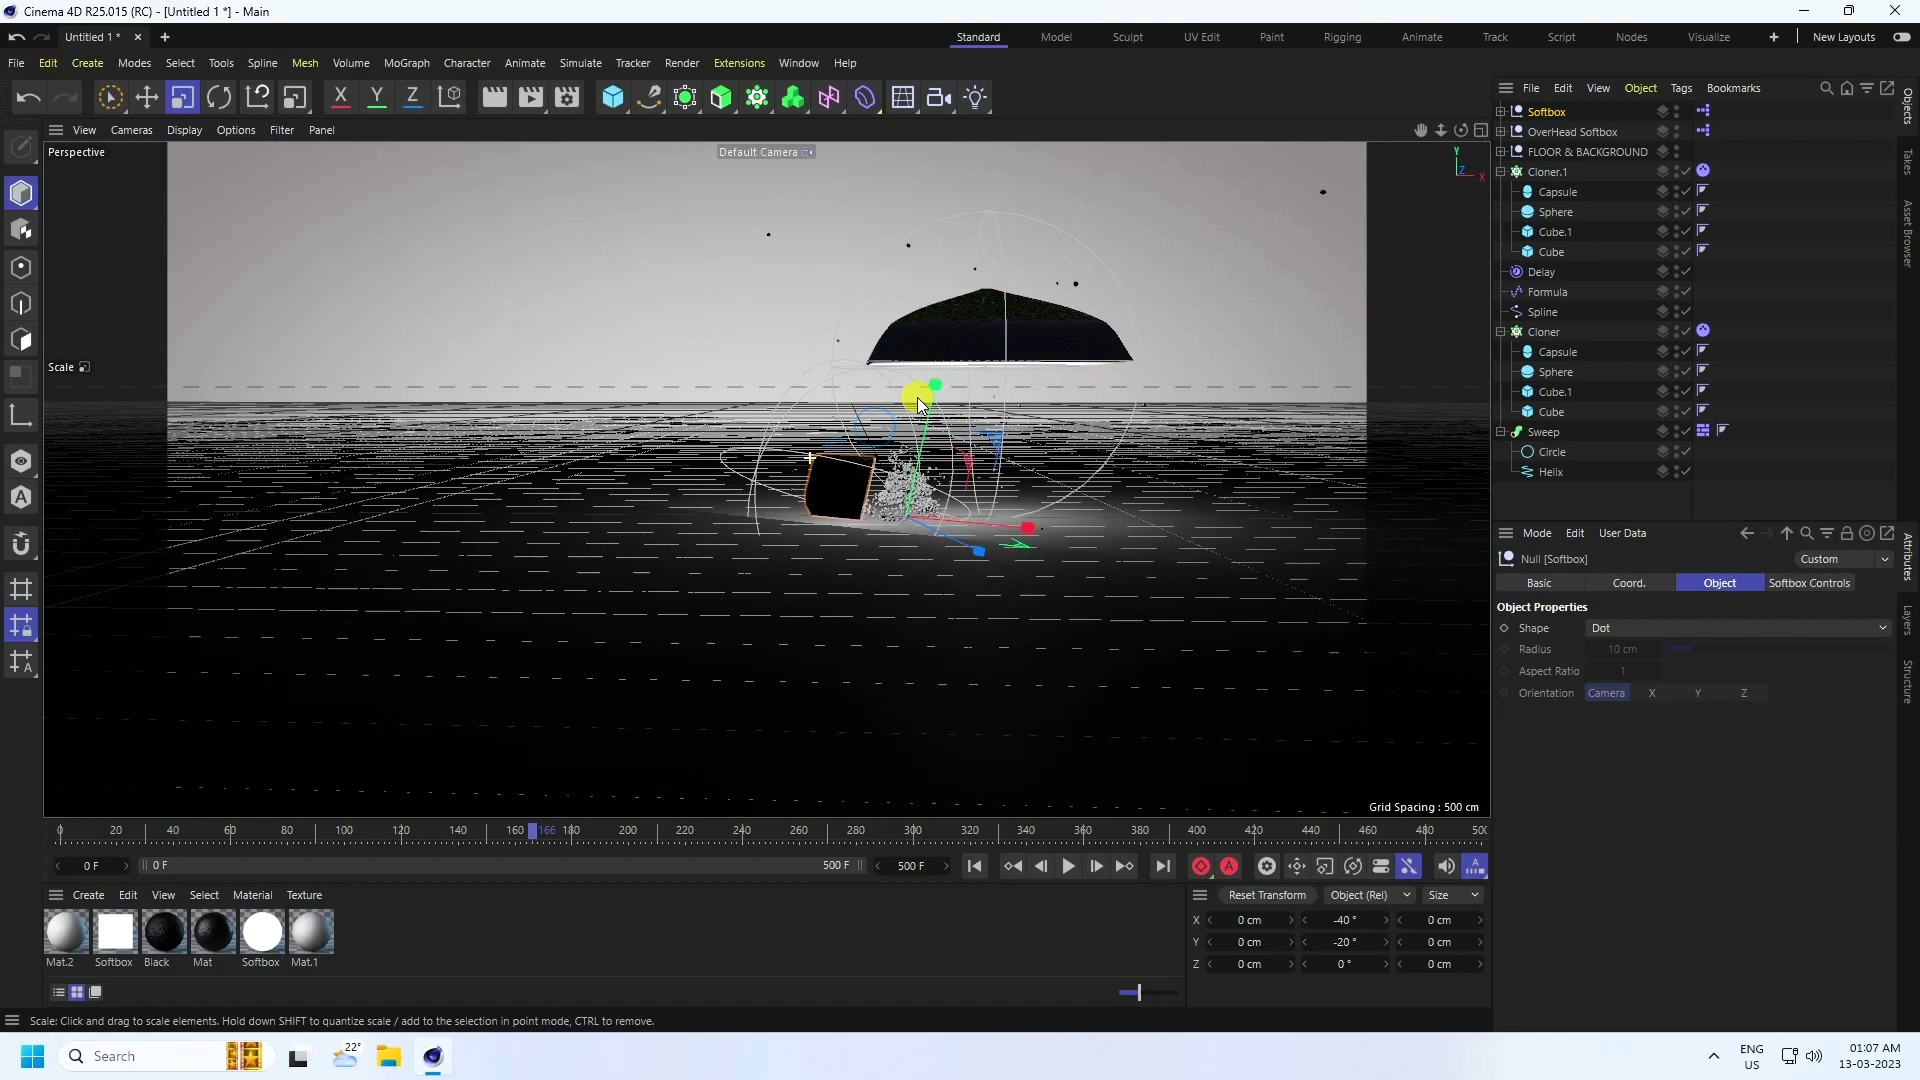 Cinema 4D R25.015 (RC) - [Untitled 1 *] - Main
Untitled 1 *
Standard Model Sculpt UV Edit Paint Rigging Animate Track Script Nodes Visualize New Layouts
File Edit Create Modes Select Tools Spline Mesh Volume MoGraph Character Animate Simulate Tracker Render Extensions Window Help
X Y Z
File Edit View Object Tags Bookmarks
View Cameras Display Options Filter Panel
Perspective
Default Camera
Y
Z
X
Scale
Softbox
OverHead Softbox
FLOOR & BACKGROUND
Cloner.1
Capsule
Sphere
Cube.1
Cube
Delay
Formula
Spline
Cloner
Capsule
Sphere
Cube.1
Cube
Sweep
Circle
Helix
Objects
Takes
Asset Browser
Mode Edit User Data
Null [Softbox]
Custom
Basic Coord. Object Softbox Controls
Object Properties
Shape Dot
Radius 10 cm
Aspect Ratio 1
Orientation Camera X Y Z
Attributes
Layers
Structure
Grid Spacing : 500 cm
0 20 40 60 80 100 120 140 160 166 180 200 220 240 260 280 300 320 340 360 380 400 420 440 460 480 500
0 F 0 F 500 F 500 F
Create Edit View Select Material Texture
Mat.2 Softbox Black Mat Softbox Mat.1
Reset Transform Object (Rel) Size
X 0 cm -40 ° 0 cm
Y 0 cm -20 ° 0 cm
Z 0 cm 0 ° 0 cm
Scale: Click and drag to scale elements. Hold down SHIFT to quantize scale / add to the selection in point mode, CTRL to remove.
Search
22°
ENG
US
01:07 AM
13-03-2023